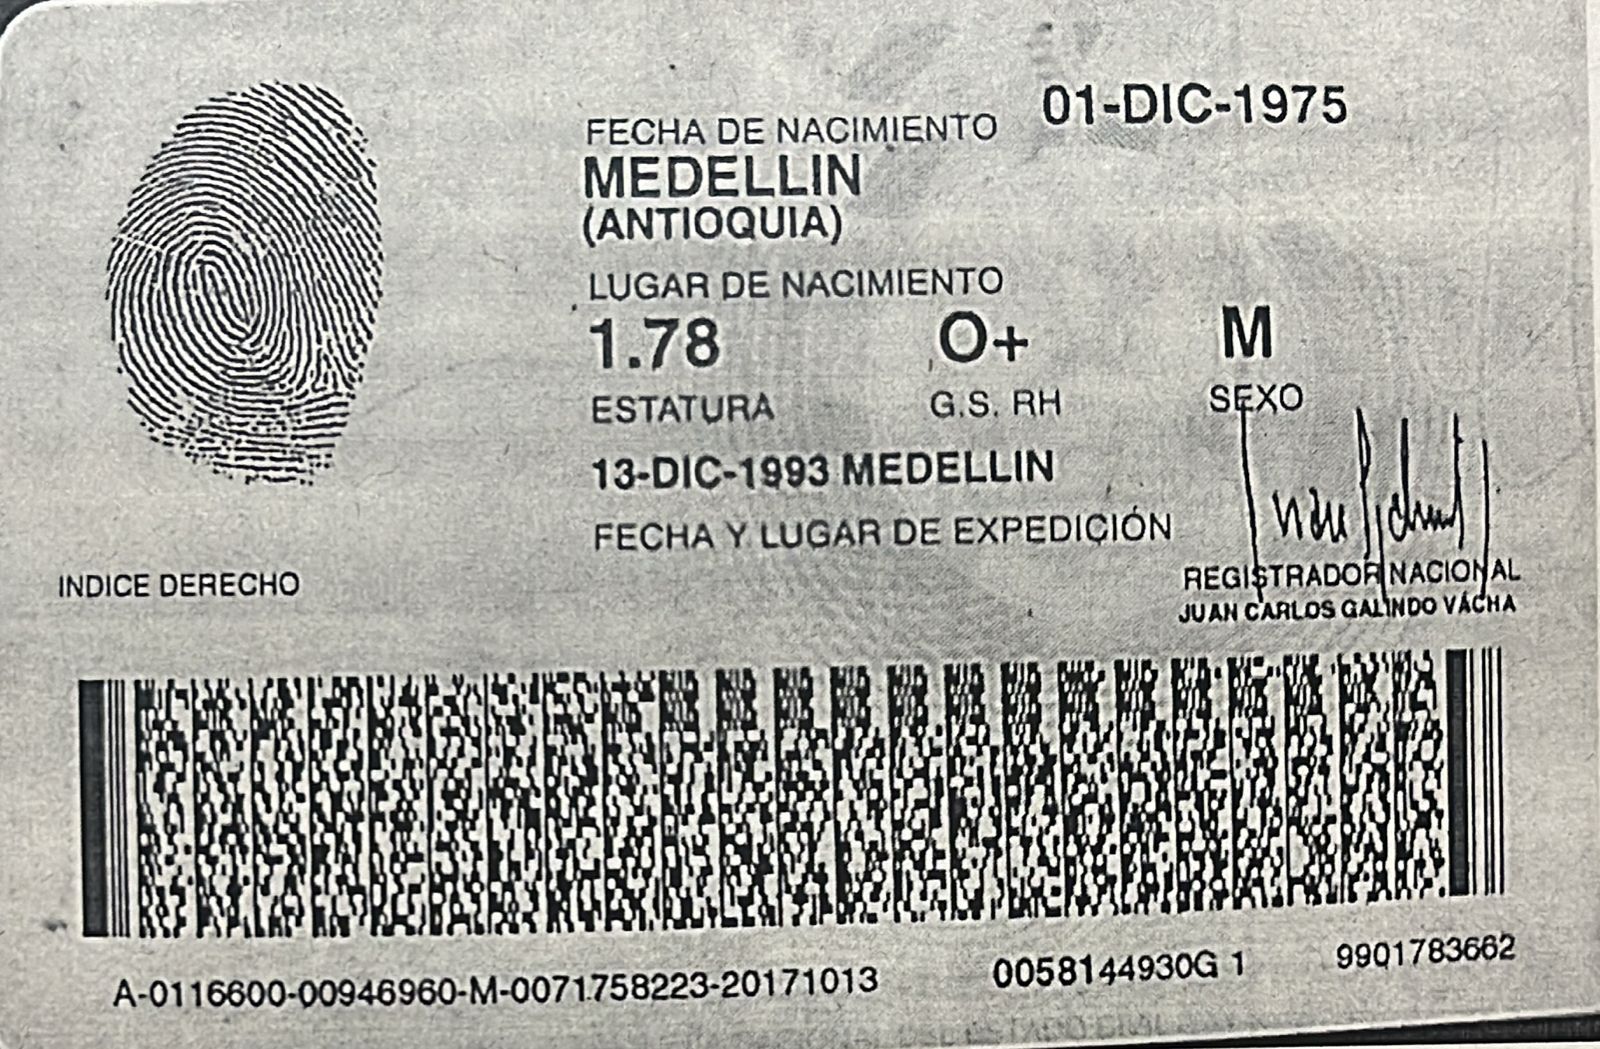 01-DIC-1975
FECHA DE NACIMIENTO
MEDELLIN
(ANTIOQUIA)
LUGAR DE NACIMIENTO
1.78 O+ M
ESTATURA G.S. RH SEXO
13-DIC-1993 MEDELLIN
FECHA Y LUGAR DE EXPEDICIÓN
INDICE DERECHO
REGISTRADOR NACIONAL
JUAN CARLOS GALINDO VÁCHA
A-0116600-00946960-M-0071758223-20171013 0058144930G 1 9901783662